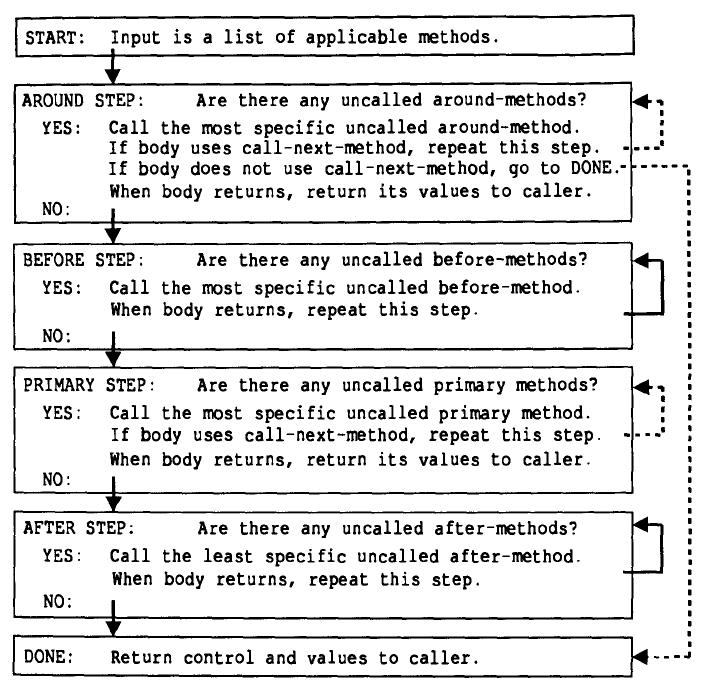 START: Input is a list of applicable methods.
AROUND STEP: Are there any uncalled around-methods?
YES: Call the most specific uncalled around-method.
If body uses call-next-method, repeat this step.
If body does not use call-next-method, go to DONE.
When body returns, return its values to caller.
NO:
BEFORE STEP: Are there any uncalled before-methods?
YES: Call the most specific uncalled before-method.
When body returns, repeat this step.
NO:
PRIMARY STEP: Are there any uncalled primary methods?
YES: Call the most specific uncalled primary method.
If body uses call-next-method, repeat this step.
When body returns, return its values to caller.
NO:
AFTER STEP: Are there any uncalled after-methods?
YES: Call the least specific uncalled after-method.
When body returns, repeat this step.
NO:
DONE: Return control and values to caller.